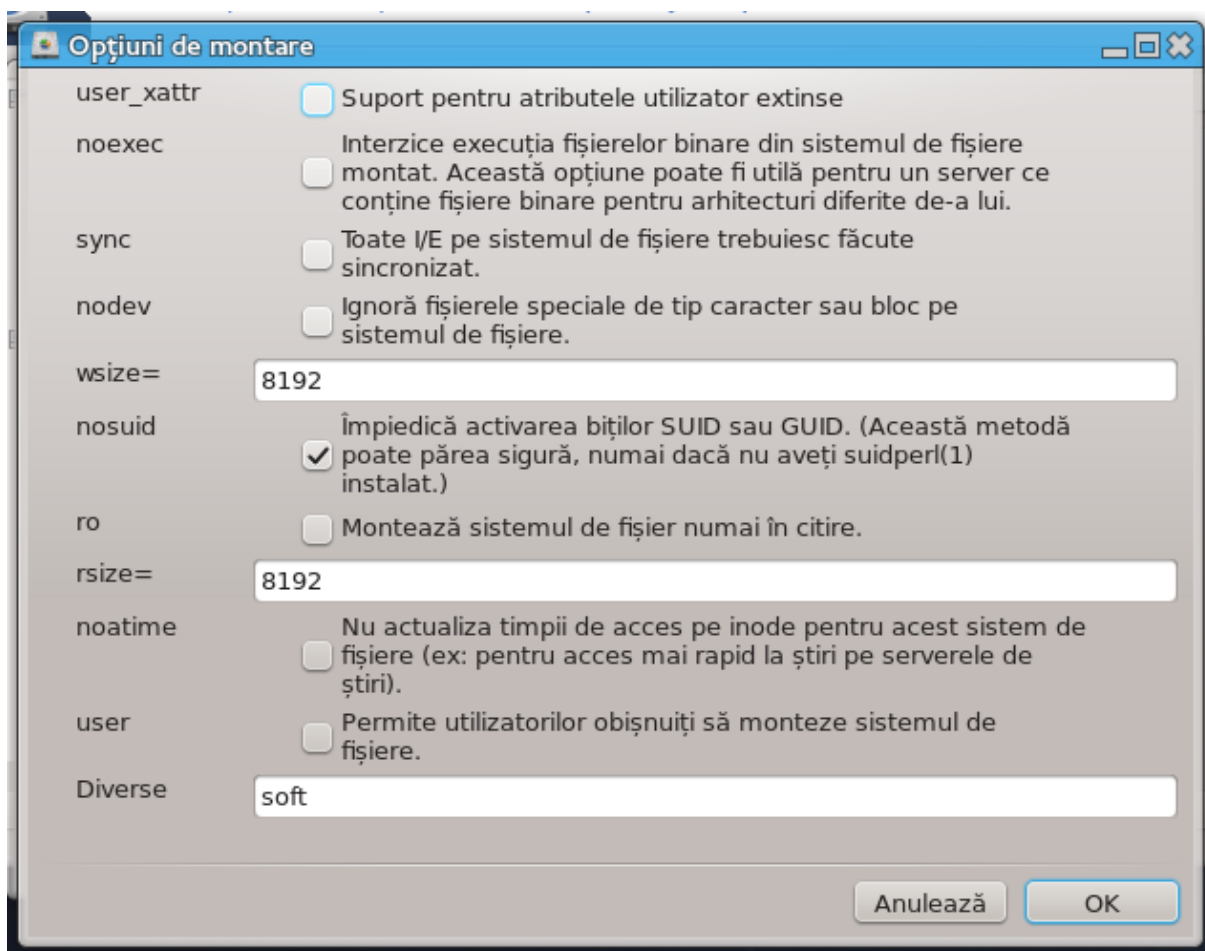 Opțiuni de montare
user_xattr
Suport pentru atributele utilizator extinse
noexec
Interzice execuția fișierelor binare din sistemul de fișiere
montat. Această opțiune poate fi utilă pentru un server ce
conține fișiere binare pentru arhitecturi diferite de-a lui.
sync
Toate I/E pe sistemul de fișiere trebuiesc făcute
sincronizat.
nodev
Ignoră fișierele speciale de tip caracter sau bloc pe
sistemul de fișiere.
wsize=
8192
nosuid
Împiedică activarea biților SUID sau GUID. (Această metodă
poate părea sigură, numai dacă nu aveți suidperl(1)
instalat.)
ro
Montează sistemul de fișier numai în citire.
rsize=
8192
noatime
Nu actualiza timpii de acces pe inode pentru acest sistem de
fișiere (ex: pentru acces mai rapid la știri pe serverele de
știri).
user
Permite utilizatorilor obișnuiți să monteze sistemul de
fișiere.
Diverse
soft
Anulează
OK